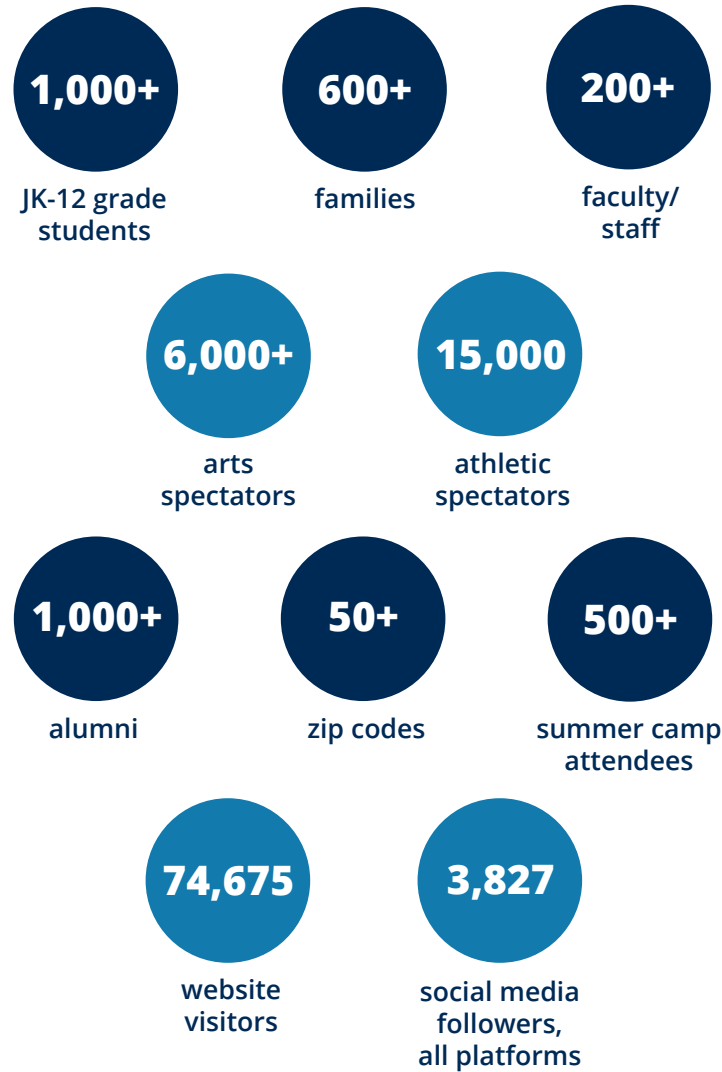 1,000+
JK-12 grade
students
600+
families
200+
faculty/
staff
6,000+
arts
spectators
15,000
athletic
spectators
1,000+
alumni
50+
zip codes
500+
summer camp
attendees
74,675
website
visitors
3,827
social media
followers,
all platforms